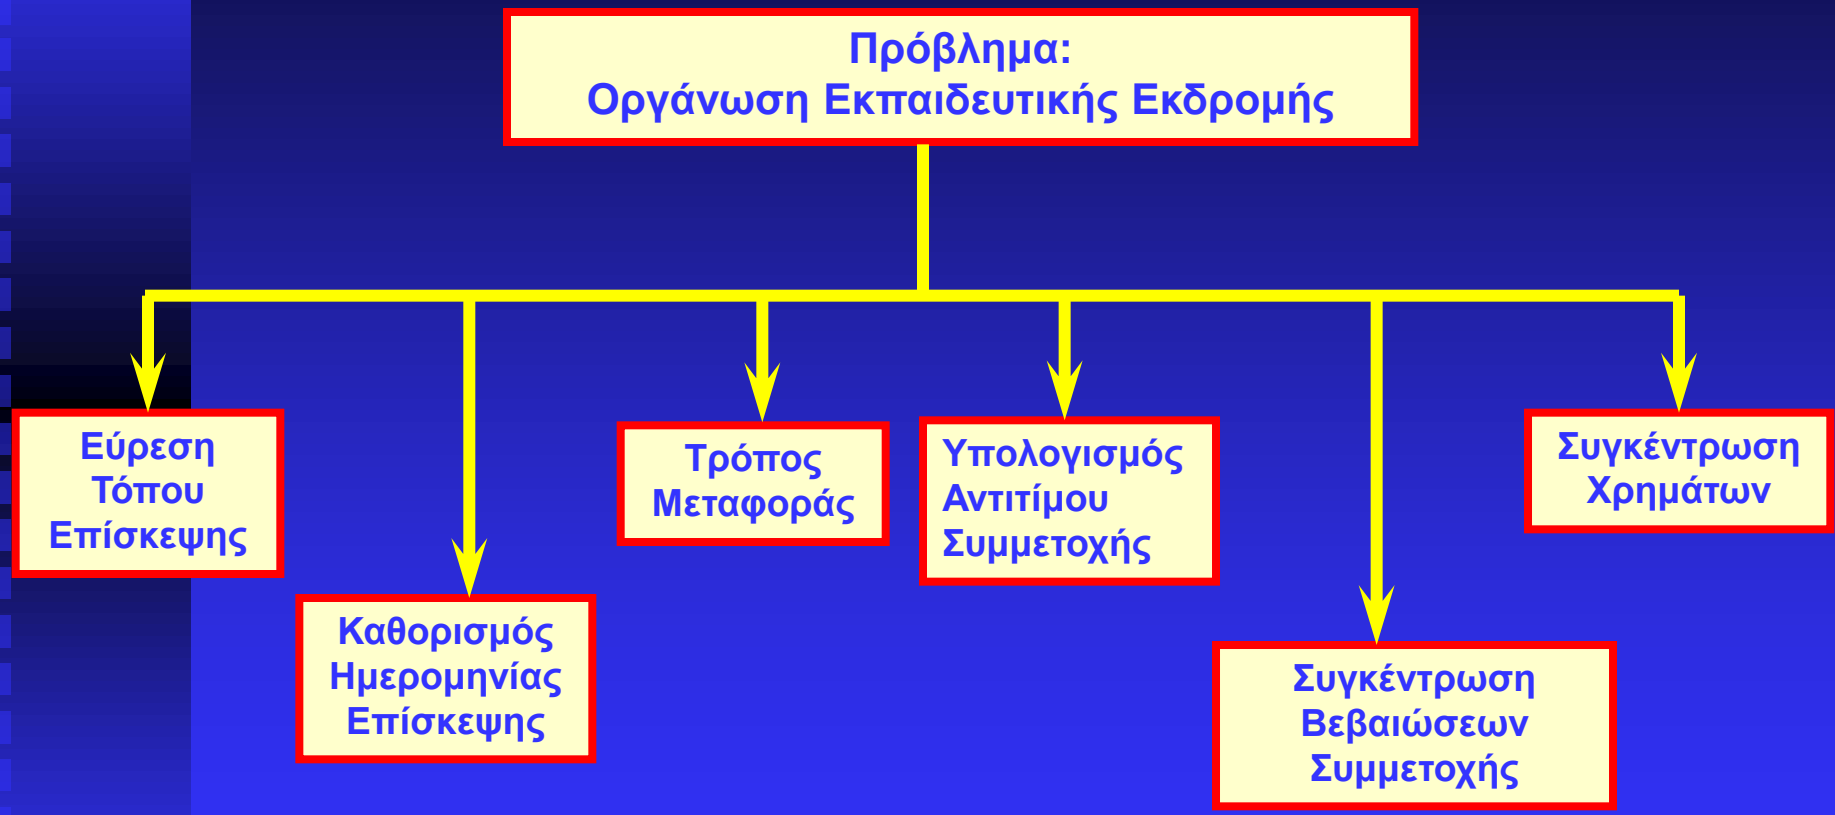 Πρόβλημα:
Οργάνωση Εκπαιδευτικής Εκδρομής
Εύρεση
Τόπου
Επίσκεψης
Καθορισμός
Ημερομηνίας
Επίσκεψης
Τρόπος
Μεταφοράς
Υπολογισμός
Αντιτίμου
Συμμετοχής
Συγκέντρωση
Βεβαιώσεων
Συμμετοχής
Συγκέντρωση
Χρημάτων